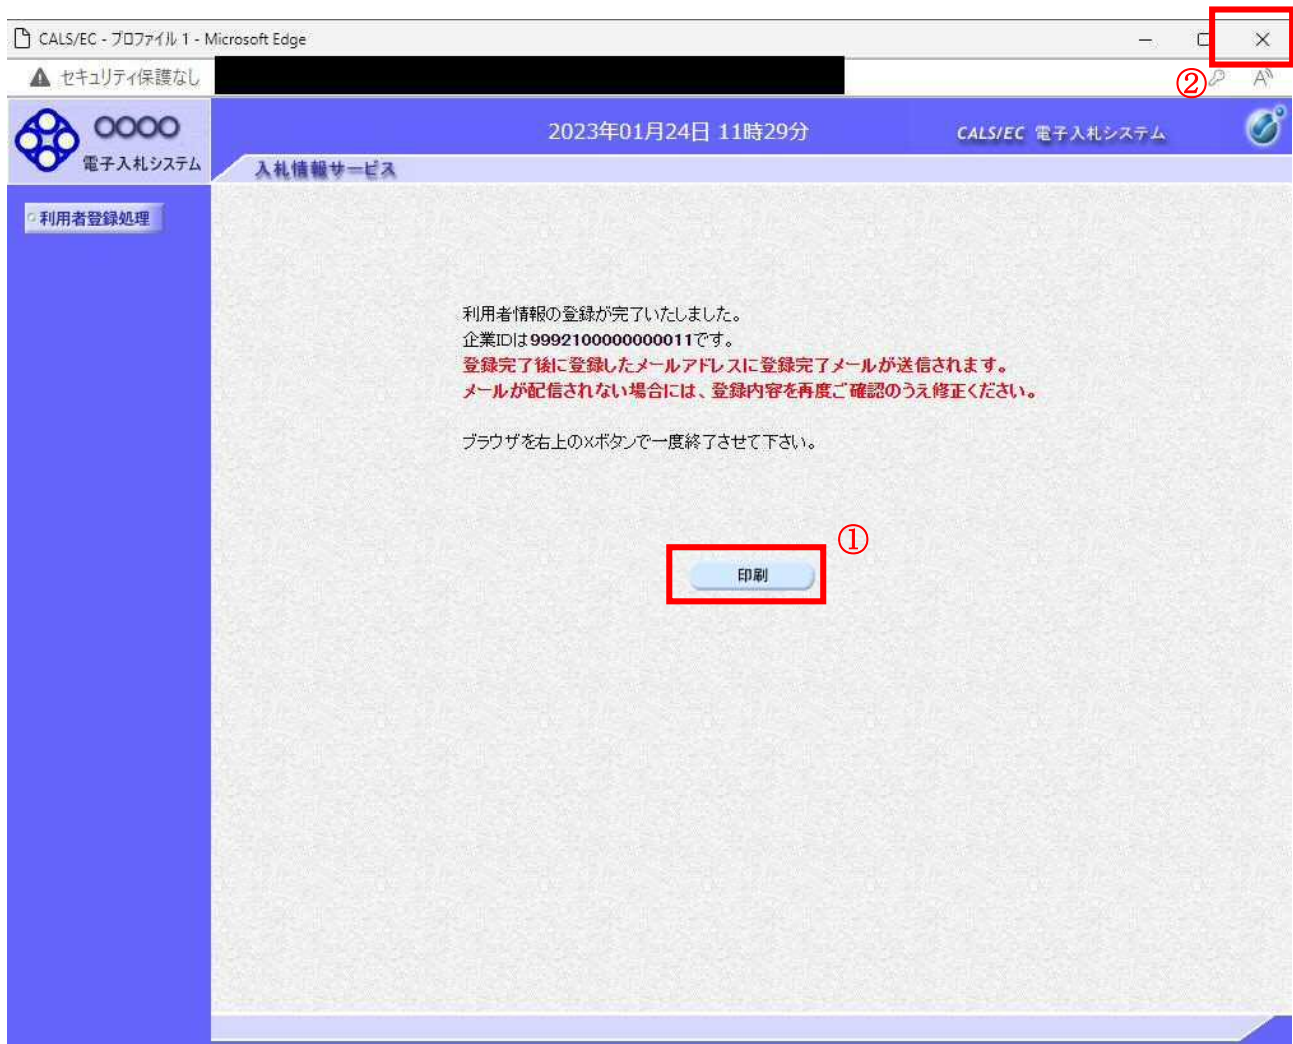 CALS/EC - プロファイル 1 - Microsoft Edge
②
セキュリティ保護なし
OOOO
電子入札システム
2023年01月24日 11時29分
CALS/EC 電子入札システム
入札情報サービス
利用者登録処理
利用者情報の登録が完了いたしました。
企業IDは9992100000000011です。
登録完了後に登録したメールアドレスに登録完了メールが送信されます。
メールが配信されない場合には、登録内容を再度ご確認のうえ修正ください。
ブラウザを右上の×ボタンで一度終了させて下さい。
①
印刷